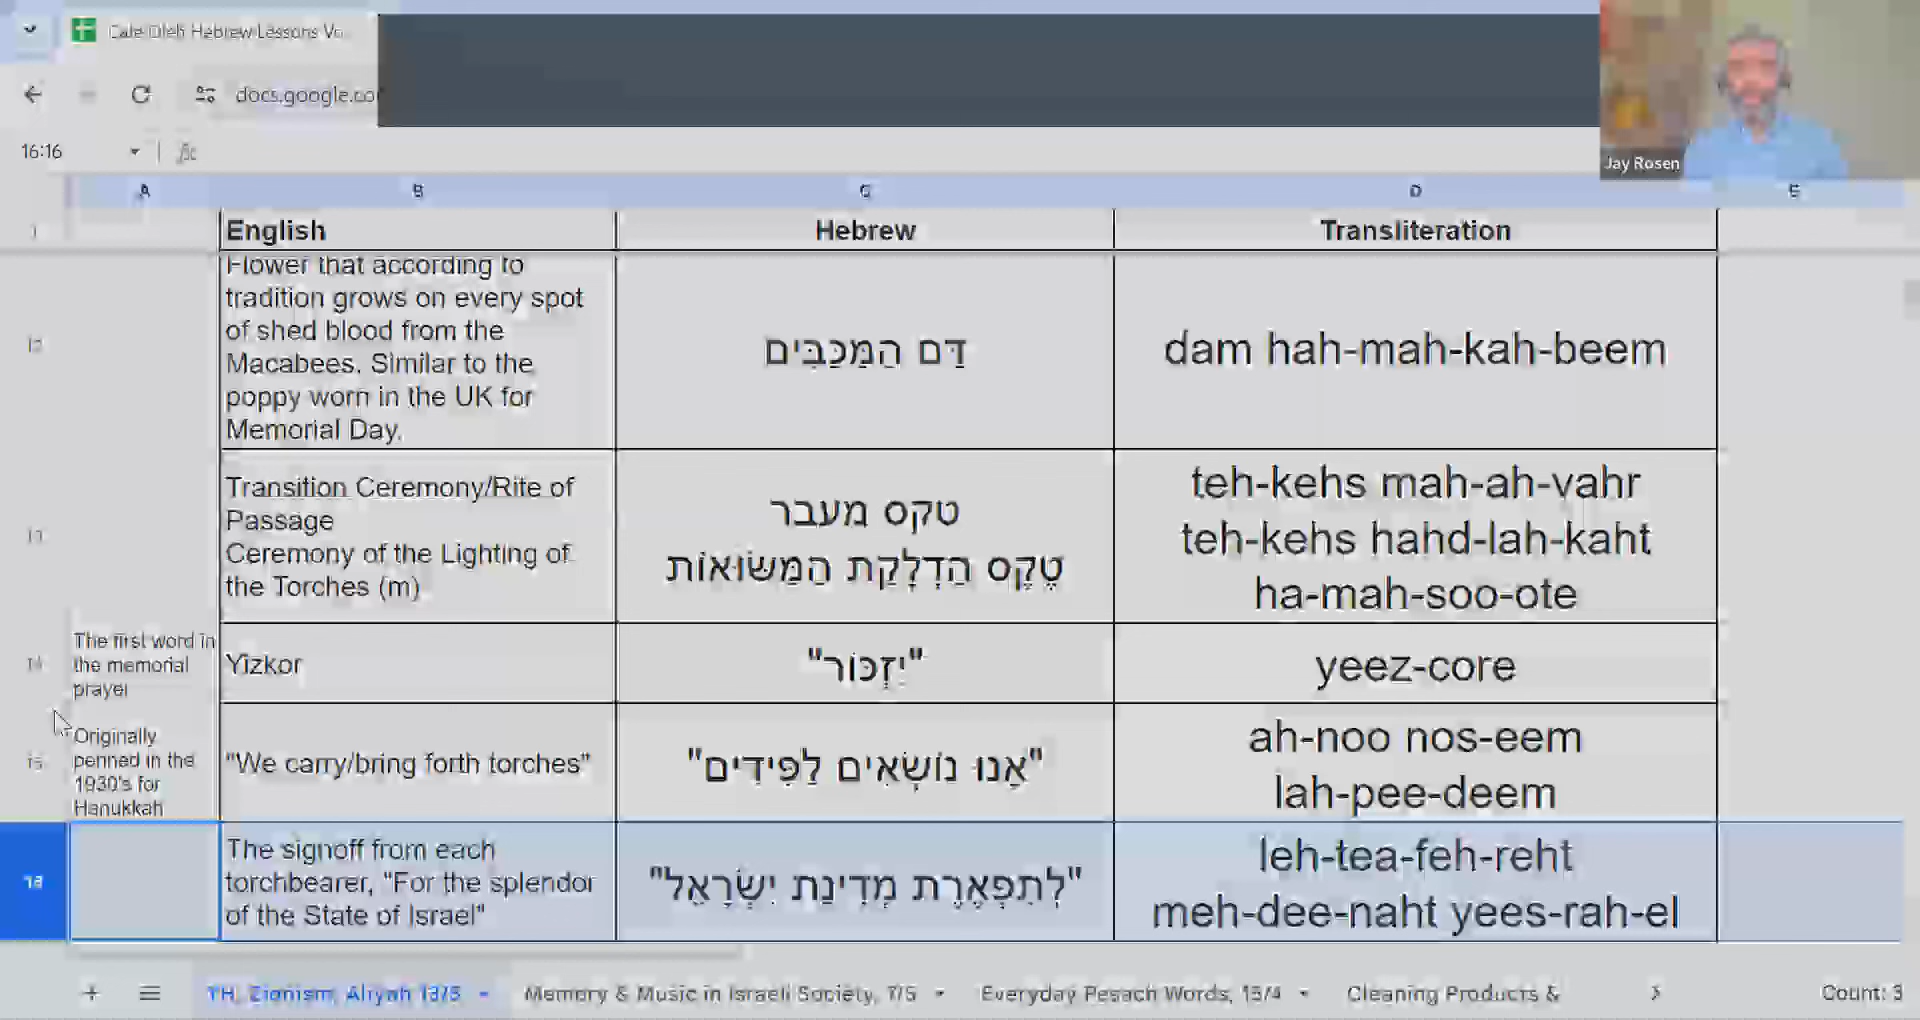 Cafe Oleh Hebrew Lessons Vo
docs.google.co
16:16
fx
Jay Rosen
A B C D E
1
English
Hebrew
Transliteration
12
Flower that according to
tradition grows on every spot
of shed blood from the
Macabees. Similar to the
poppy worn in the UK for
Memorial Day.
דַּם הַמַּכַּבִּים
dam hah-mah-kah-beem
13
Transition Ceremony/Rite of
Passage
Ceremony of the Lighting of
the Torches (m)
טקס מעבר
טֶקֶס הַדְלָקַת הַמַּשּׂוּאוֹת
teh-kehs mah-ah-vahr
teh-kehs hahd-lah-kaht
ha-mah-soo-ote
The first word in
the memorial
prayer
14
Yizkor
"יִזְכּוֹר"
yeez-core
Originally
penned in the
1930's for
Hanukkah
15
"We carry/bring forth torches"
"אָנוּ נוֹשְׂאִים לַפִּידִים"
ah-noo nos-eem
lah-pee-deem
16
The signoff from each
torchbearer, "For the splendor
of the State of Israel"
"לְתִפְאֶרֶת מְדִינַת יִשְׂרָאֵל"
leh-tea-feh-reht
meh-dee-naht yees-rah-el
Zionism, Aliyah 13/5
Memory & Music in Israeli Society, 7/5
Everyday Pesach Words, 15/4
Cleaning Products &
Count: 3